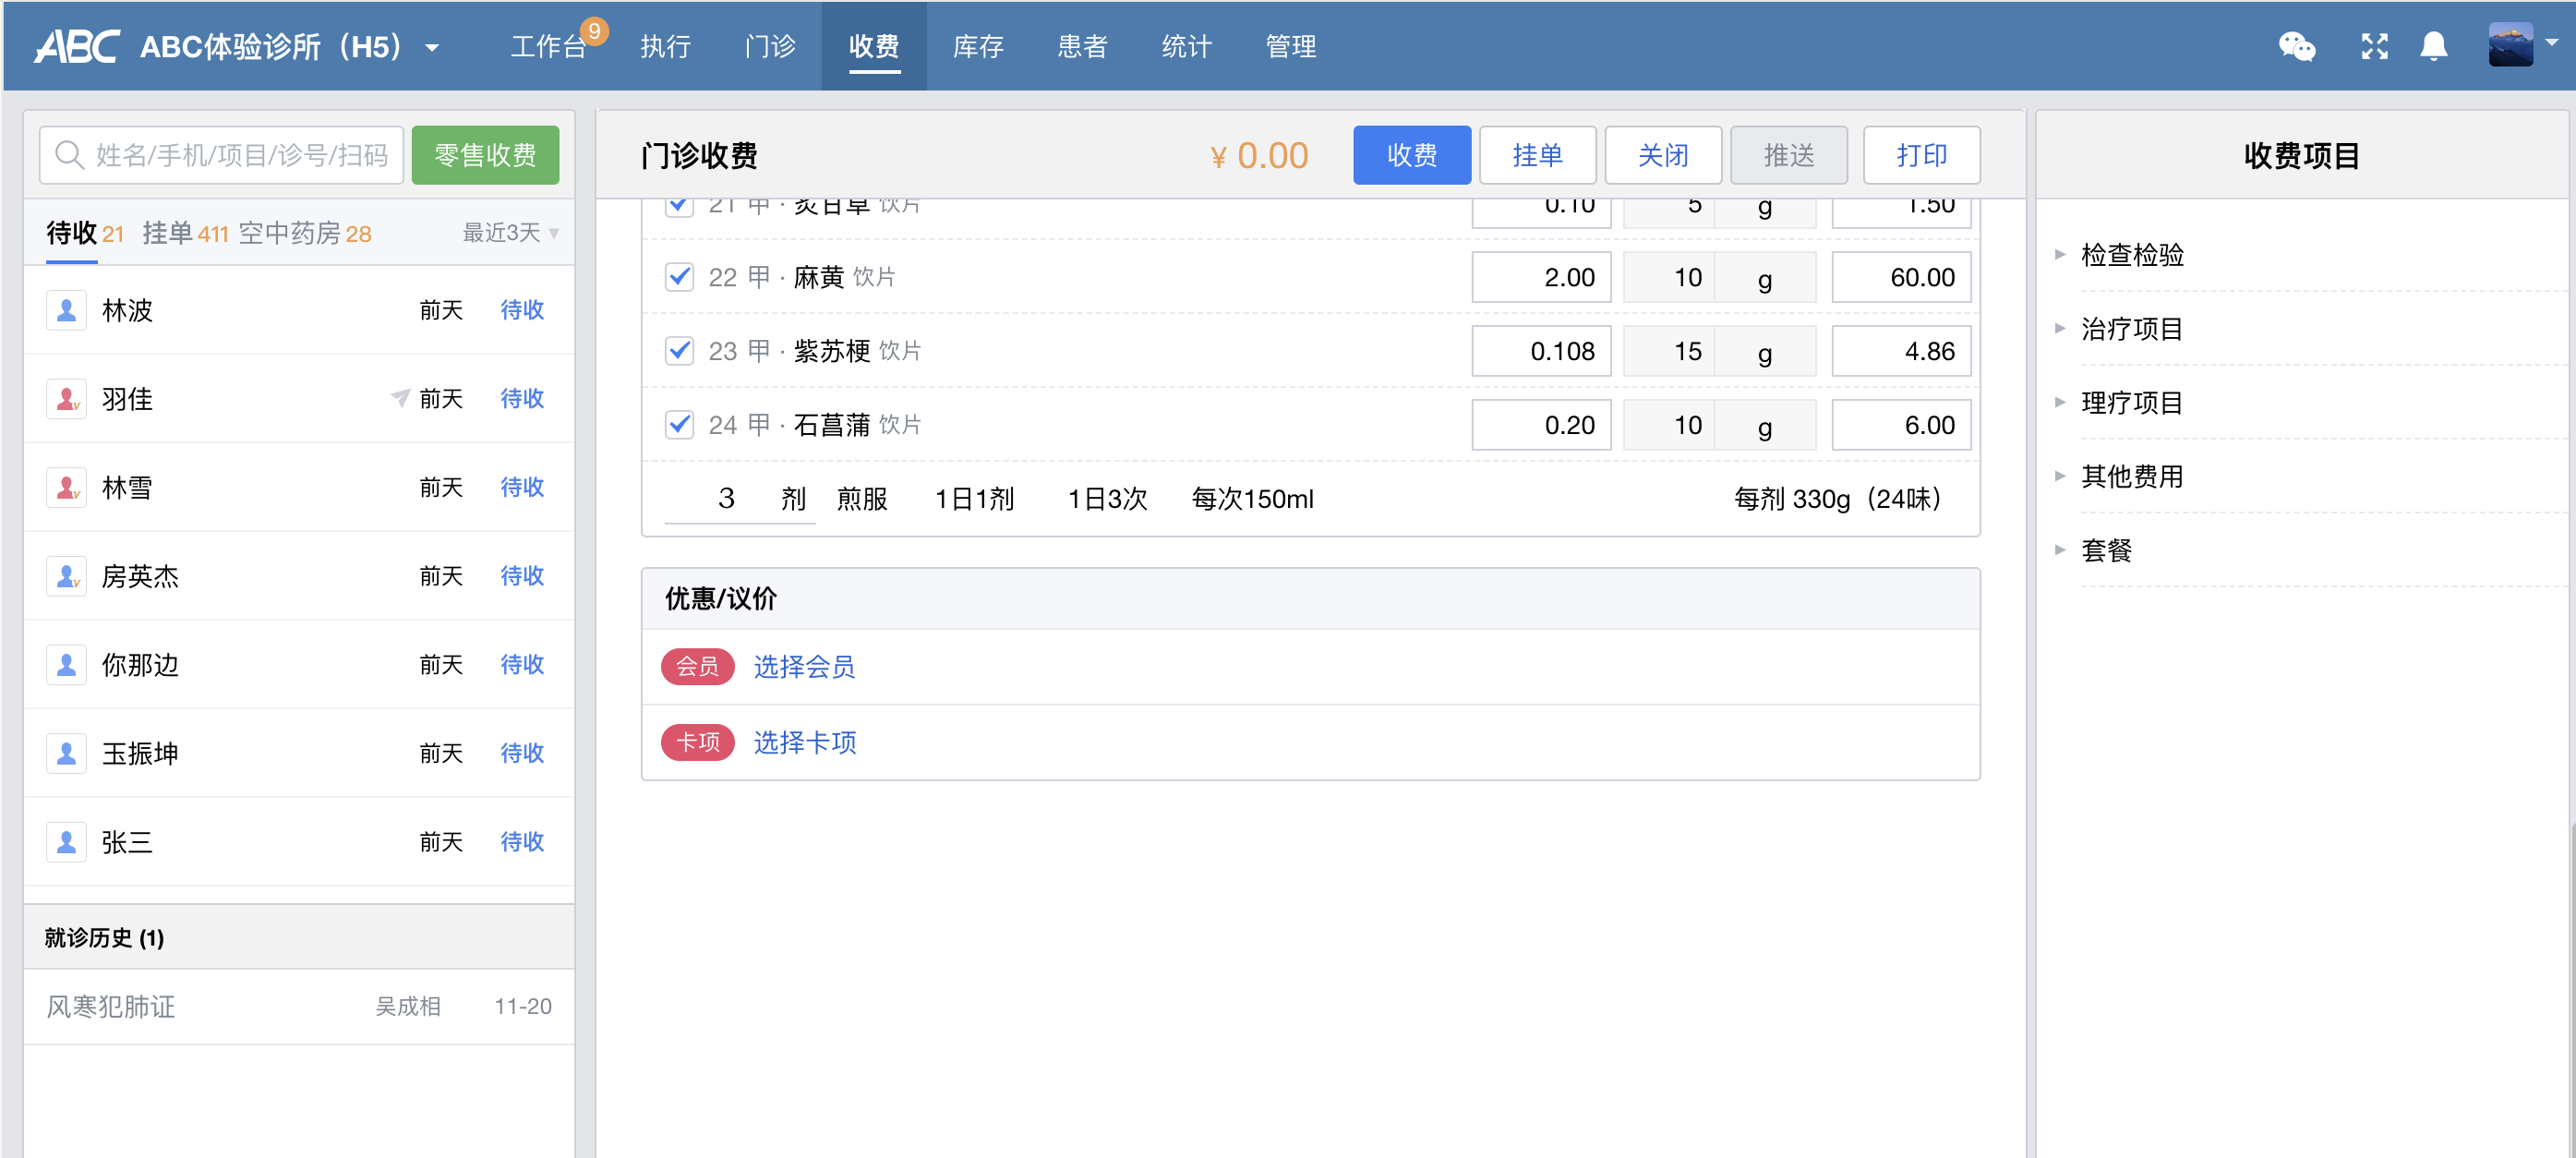 ABC ABC体验诊所（H5） 工作台 9 执行 门诊 收费 库存 患者 统计 管理
姓名/手机/项目/诊号/扫码 零售收费
待收 21 挂单 411 空中药房 28 最近3天
林波 前天 待收
羽佳 前天 待收
林雪 前天 待收
房英杰 前天 待收
你那边 前天 待收
玉振坤 前天 待收
张三 前天 待收
就诊历史 (1)
风寒犯肺证 吴成相 11-20
门诊收费 ¥ 0.00 收费 挂单 关闭 推送 打印
21 甲 · 炙甘草 饮片 0.10 5 g 1.50
22 甲 · 麻黄 饮片 2.00 10 g 60.00
23 甲 · 紫苏梗 饮片 0.108 15 g 4.86
24 甲 · 石菖蒲 饮片 0.20 10 g 6.00
3 剂 煎服 1日1剂 1日3次 每次150ml 每剂 330g（24味）
优惠/议价
会员 选择会员
卡项 选择卡项
收费项目
检查检验
治疗项目
理疗项目
其他费用
套餐